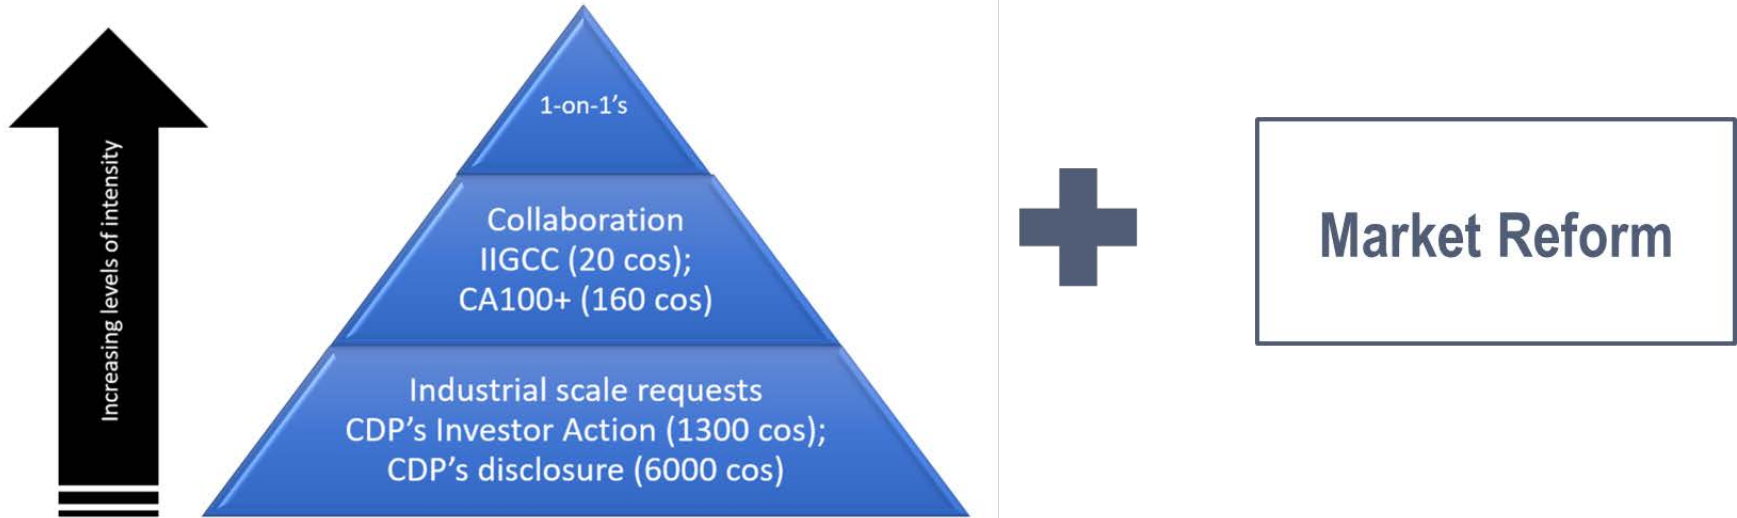 Increasing levels of intensity
1-on-1's
Collaboration
IIGCC (20 cos);
CA100+ (160 cos)
Industrial scale requests
CDP's Investor Action (1300 cos);
CDP's disclosure (6000 cos)
Market Reform